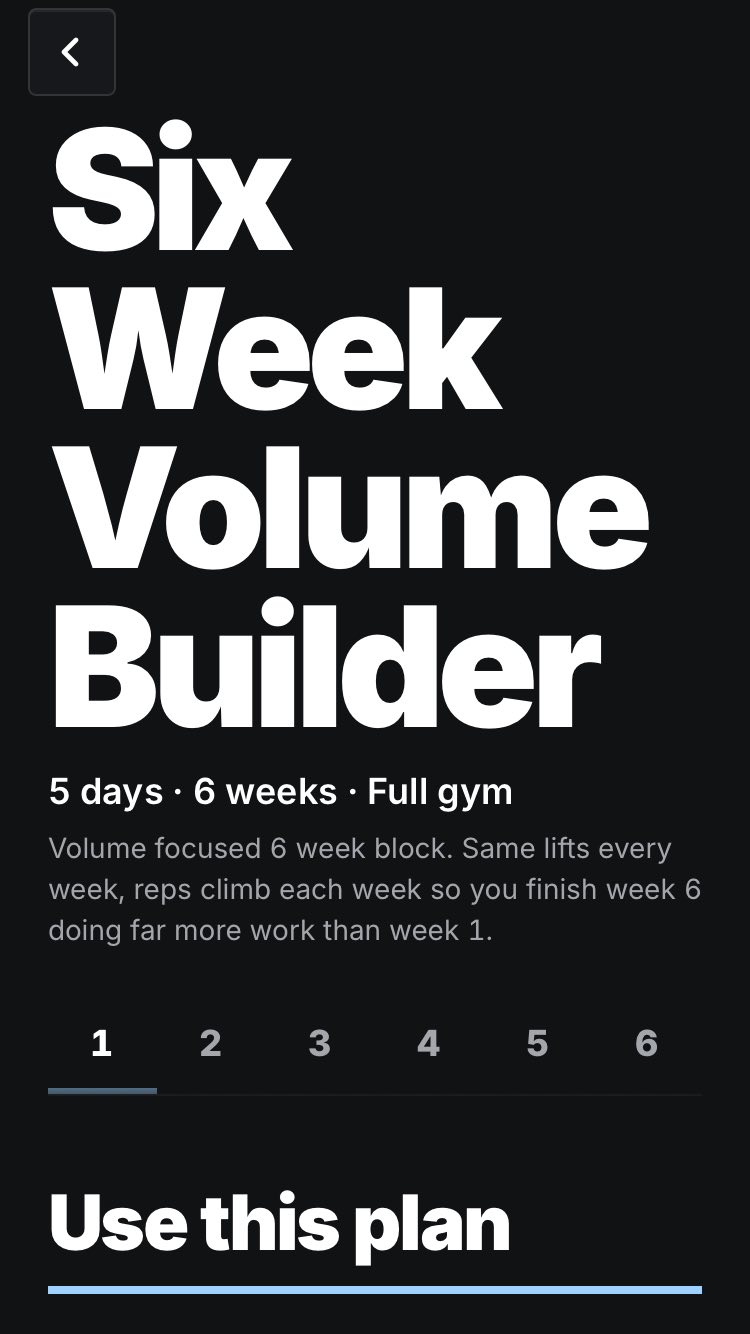 Six
Week
Volume
Builder
5 days · 6 weeks · Full gym
Volume focused 6 week block. Same lifts every
week, reps climb each week so you finish week 6
doing far more work than week 1.
1 2 3 4 5 6
Use this plan